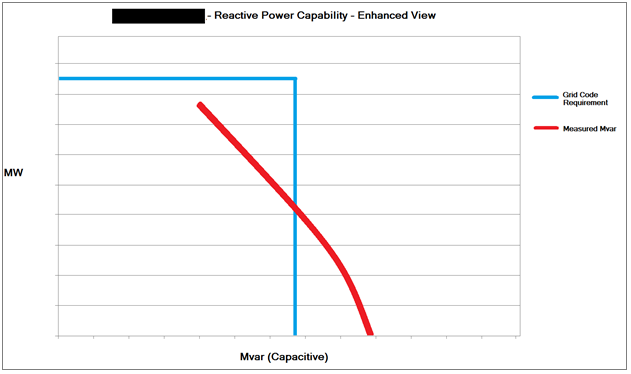 - Reactive Power Capability - Enhanced View
Grid Code
Requirement
Measured Mvar
MW
Mvar (Capacitive)